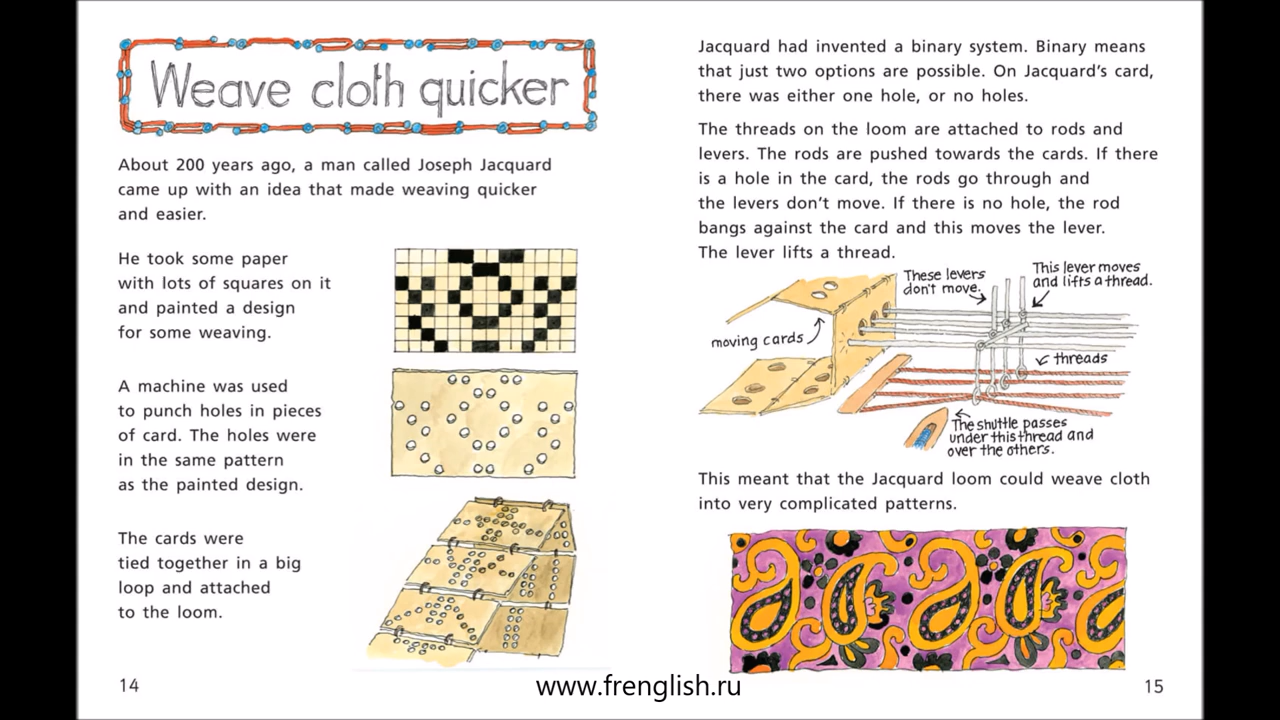 Weave cloth quicker
About 200 years ago, a man called Joseph Jacquard
came up with an idea that made weaving quicker
and easier.
He took some paper
with lots of squares on it
and painted a design
for some weaving.
A machine was used
to punch holes in pieces
of card. The holes were
in the same pattern
as the painted design.
The cards were
tied together in a big
loop and attached
to the loom.
14
Jacquard had invented a binary system. Binary means
that just two options are possible. On Jacquard's card,
there was either one hole, or no holes.
The threads on the loom are attached to rods and
levers. The rods are pushed towards the cards. If there
is a hole in the card, the rods go through and
the levers don't move. If there is no hole, the rod
bangs against the card and this moves the lever.
The lever lifts a thread.
These levers
don't move.
This lever moves
and lifts a thread.
moving cards
threads
The shuttle passes
under this thread and
over the others.
This meant that the Jacquard loom could weave cloth
into very complicated patterns.
15
www.frenglish.ru